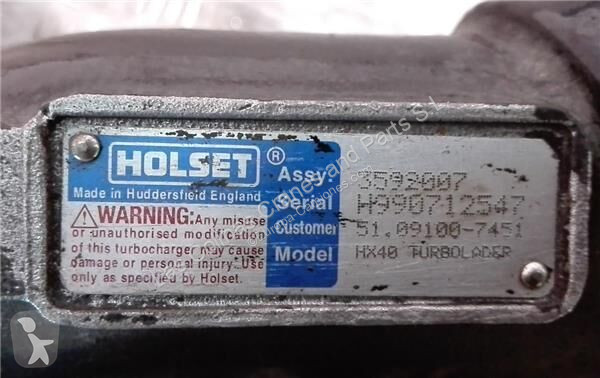 HOLSET ®
Made in Huddersfield England
⚠WARNING: Any misuse
or unauthorised modification
of this turbocharger may cause
damage or personal injury. Use
only as specified by Holset.
Assy. 3592007
Serial H990712547
Customer 51.09100-7451
Model HX40 TURBOLADER